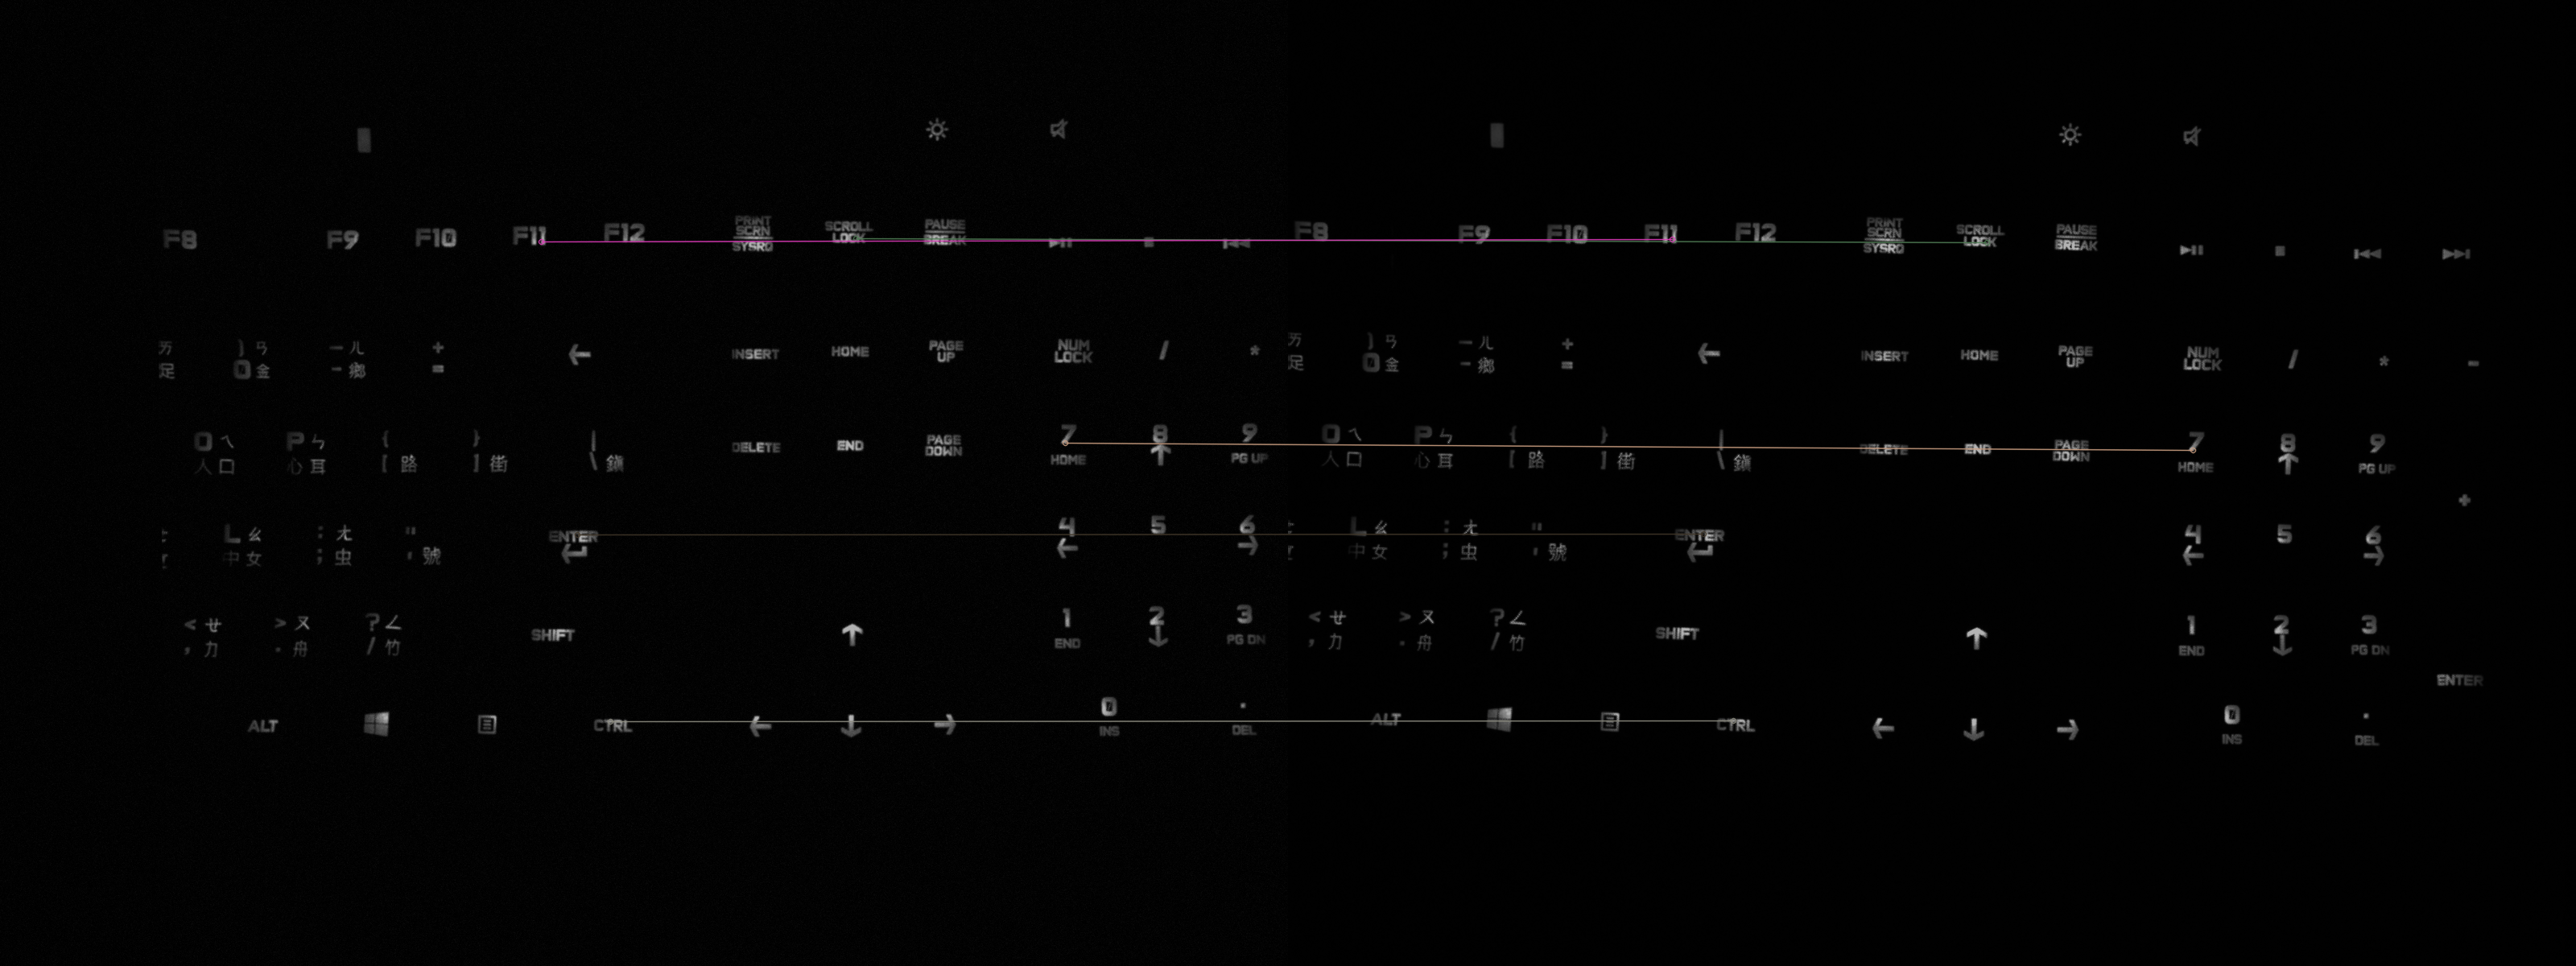 F8 F9 F10 F11 F12 PRINT SCRN SYSRQ SCROLL LOCK PAUSE BREAK F8 F9 F10 F11 F12 PRINT SCRN SYSRQ SCROLL LOCK PAUSE BREAK
ㄞ ) ㄢ - ㄦ + INSERT HOME PAGE UP NUM LOCK / * ㄞ ) ㄢ - ㄦ + INSERT HOME PAGE UP NUM LOCK / * -
足 0 金 - 鄉 = 足 0 金 - 鄉 =
O ㄟ P ㄣ { } | DELETE END PAGE DOWN 7 8 9 O ㄟ P ㄣ { } | DELETE END PAGE DOWN 7 8 9
人 口 心 耳 [ 路 ] 街 \ 鎭 HOME PG UP 人 口 心 耳 [ 路 ] 街 \ 鎭 HOME PG UP
+
L ㄠ : ㄤ " ENTER 4 5 6 L ㄠ : ㄤ " ENTER 4 5 6
中 女 ; 虫 ' 號 中 女 ; 虫 ' 號
< ㄝ > ㄡ ? ㄥ SHIFT 1 2 3 < ㄝ > ㄡ ? ㄥ SHIFT 1 2 3
, 力 . 舟 / 竹 END PG DN , 力 . 舟 / 竹 END PG DN
ENTER
ALT CTRL 0 . ALT CTRL 0 .
INS DEL INS DEL